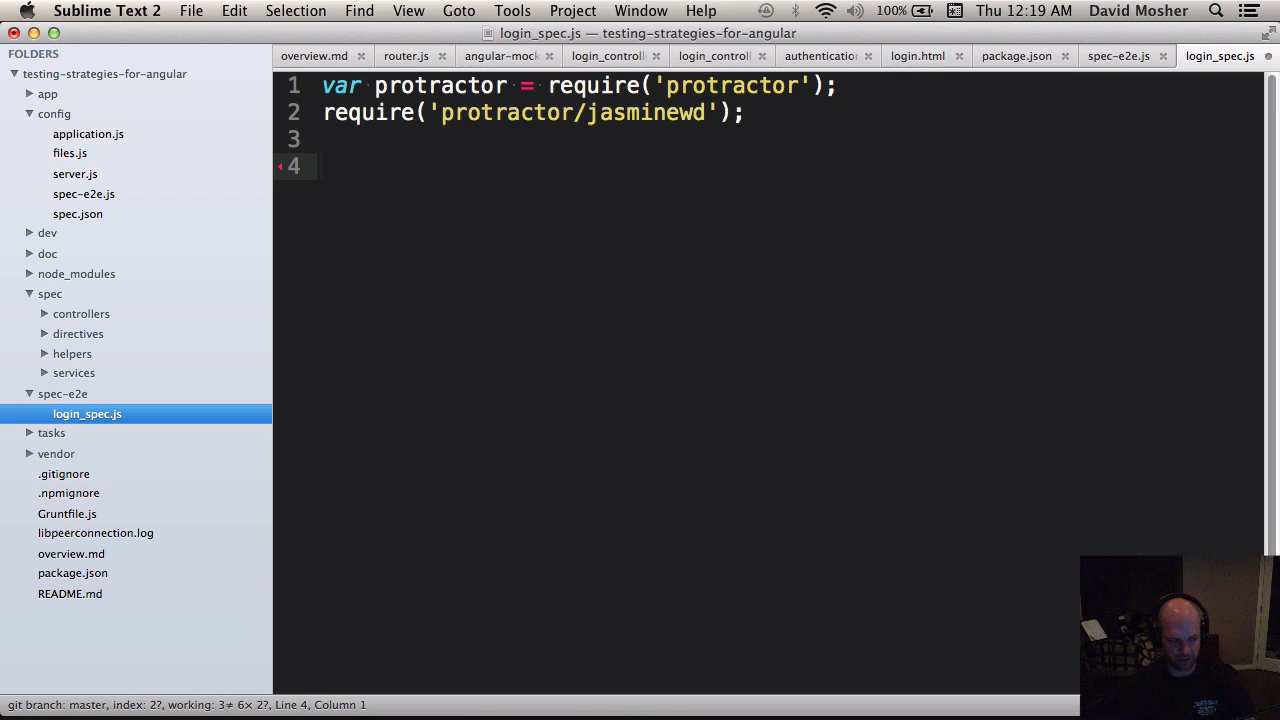 Sublime Text 2 File Edit Selection Find View Goto Tools Project Window Help 100% Thu 12:19 AM David Mosher
login_spec.js — testing-strategies-for-angular
FOLDERS
testing-strategies-for-angular
app
config
application.js
files.js
server.js
spec-e2e.js
spec.json
dev
doc
node_modules
spec
controllers
directives
helpers
services
spec-e2e
login_spec.js
tasks
vendor
.gitignore
.npmignore
Gruntfile.js
libpeerconnection.log
overview.md
package.json
README.md
overview.md router.js angular-mock login_controll login_controll authenticatio login.html package.json spec-e2e.js login_spec.js
1 var protractor = require('protractor');
2 require('protractor/jasminewd');
3
4
git branch: master, index: 2?, working: 3≠ 6× 2?, Line 4, Column 1